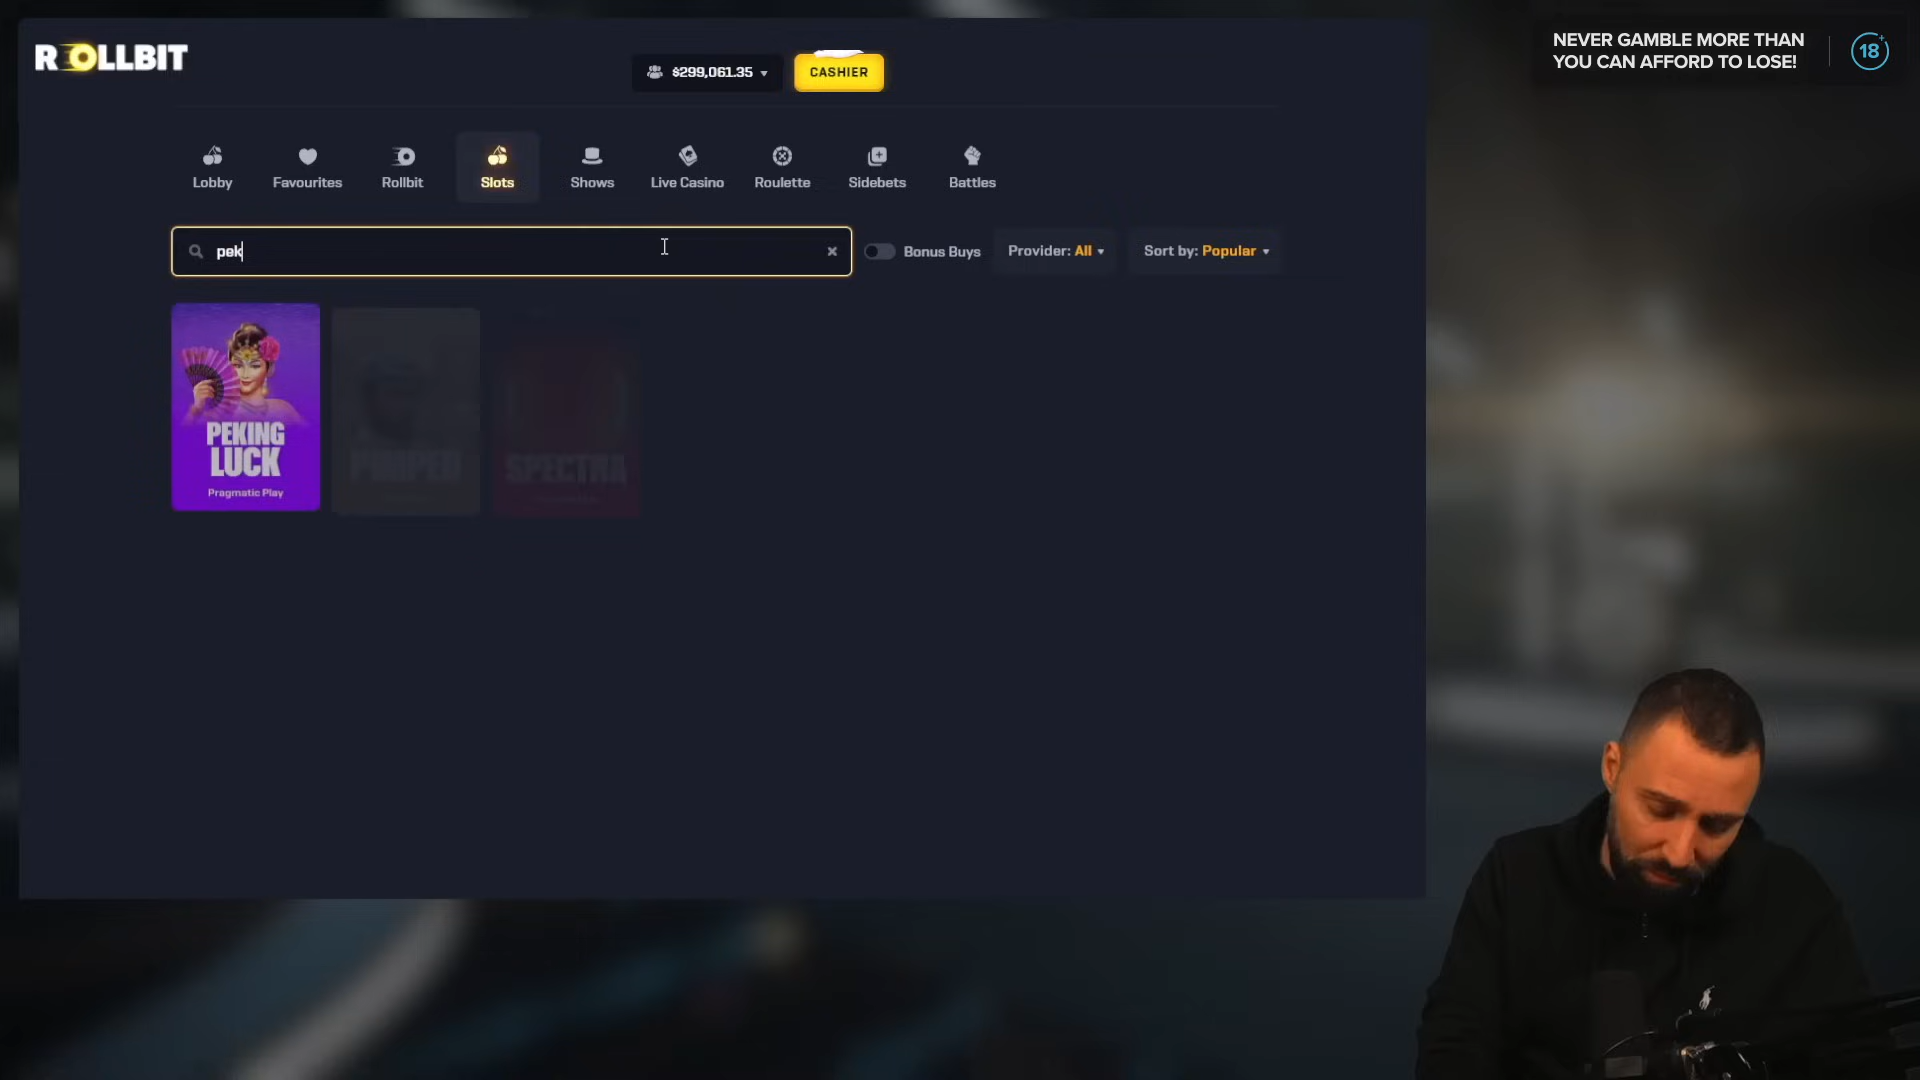 ROLLBIT
$299,061.35
CASHIER
NEVER GAMBLE MORE THAN
YOU CAN AFFORD TO LOSE!
18+
Lobby
Favourites
Rollbit
Slots
Shows
Live Casino
Roulette
Sidebets
Battles
pek
Bonus Buys
Provider: All
Sort by: Popular
PEKING
LUCK
Pragmatic Play
SPECTRA